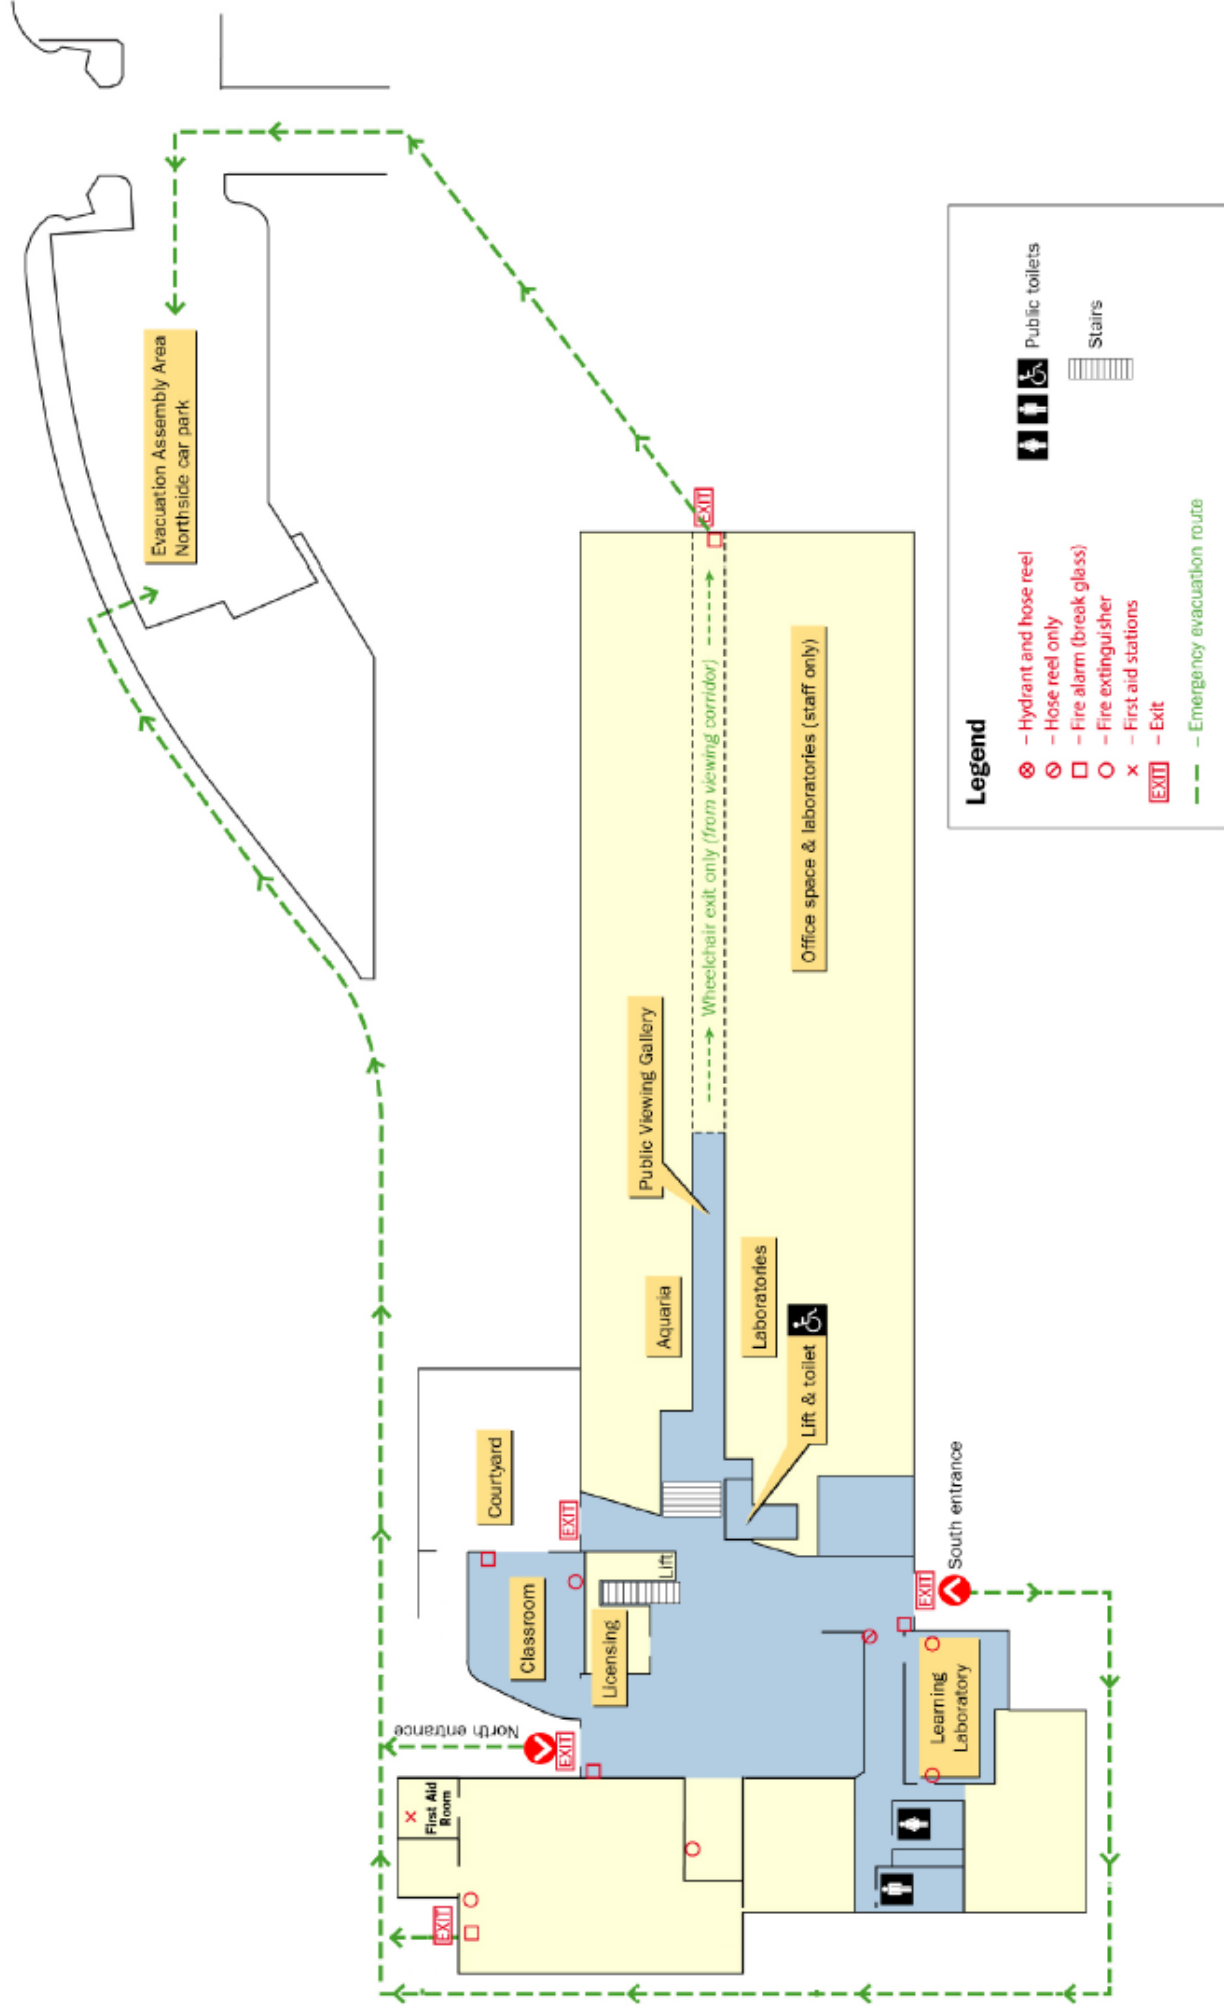 Evacuation Assembly Area
Northside car park
EXIT
Wheelchair exit only (from viewing corridor)
Office space & laboratories (staff only)
Public Viewing Gallery
Aquaria
Laboratories
Lift & toilet
Courtyard
EXIT
Classroom
Lift
Licensing
North entrance
EXIT
First Aid
Room
EXIT
EXIT
South entrance
Learning
Laboratory
Legend
– Hydrant and hose reel
– Hose reel only
– Fire alarm (break glass)
– Fire extinguisher
– First aid stations
EXIT – Exit
– Emergency evacuation route
Public toilets
Stairs